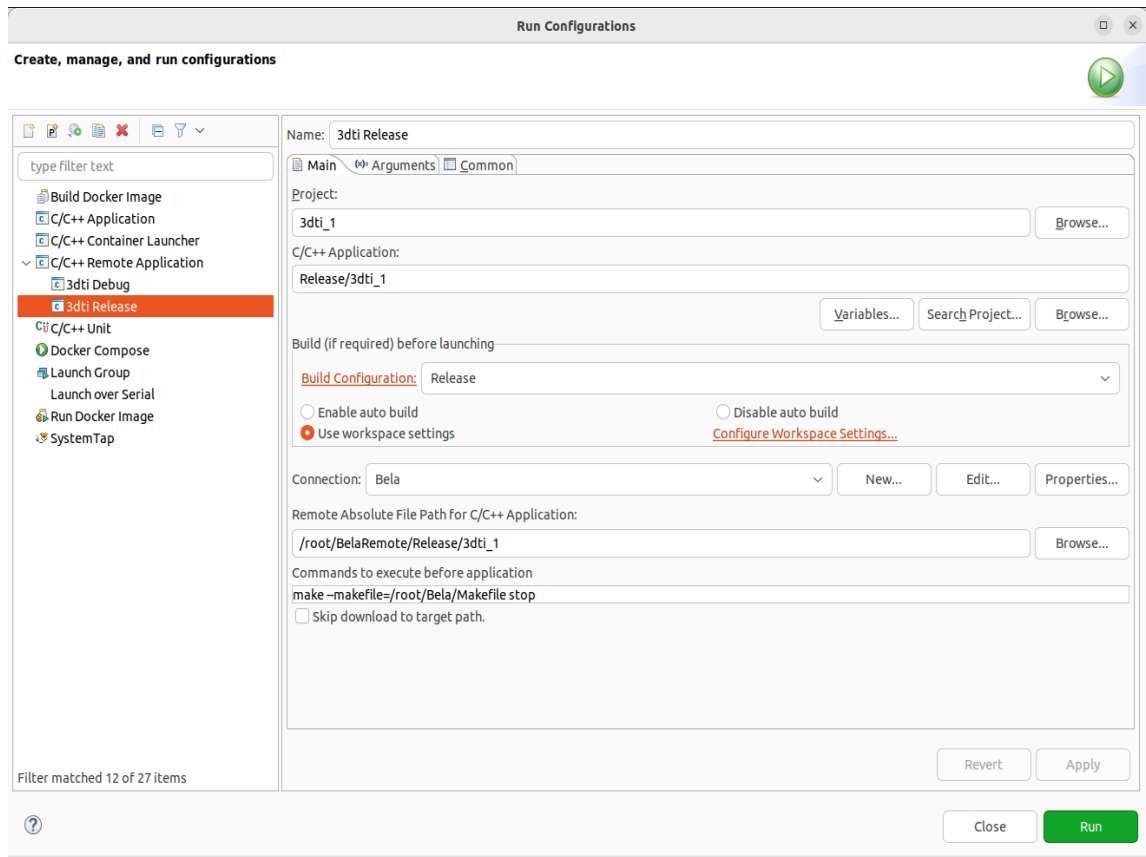 Run Configurations
Create, manage, and run configurations
type filter text
Build Docker Image
C/C++ Application
C/C++ Container Launcher
C/C++ Remote Application
3dti Debug
3dti Release
C/C++ Unit
Docker Compose
Launch Group
Launch over Serial
Run Docker Image
SystemTap
Filter matched 12 of 27 items
Name: 3dti Release
Main Arguments Common
Project:
3dti_1 Browse...
C/C++ Application:
Release/3dti_1
Variables... Search Project... Browse...
Build (if required) before launching
Build Configuration: Release
Enable auto build Disable auto build
Use workspace settings Configure Workspace Settings...
Connection: Bela New... Edit... Properties...
Remote Absolute File Path for C/C++ Application:
/root/BelaRemote/Release/3dti_1 Browse...
Commands to execute before application
make --makefile=/root/Bela/Makefile stop
Skip download to target path.
Revert Apply
Close Run